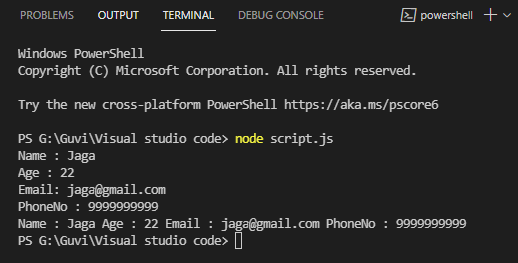 PROBLEMS OUTPUT TERMINAL DEBUG CONSOLE powershell
Windows PowerShell
Copyright (C) Microsoft Corporation. All rights reserved.
Try the new cross-platform PowerShell https://aka.ms/pscore6
PS G:\Guvi\Visual studio code> node script.js
Name : Jaga
Age : 22
Email: jaga@gmail.com
PhoneNo : 9999999999
Name : Jaga Age : 22 Email : jaga@gmail.com PhoneNo : 9999999999
PS G:\Guvi\Visual studio code>